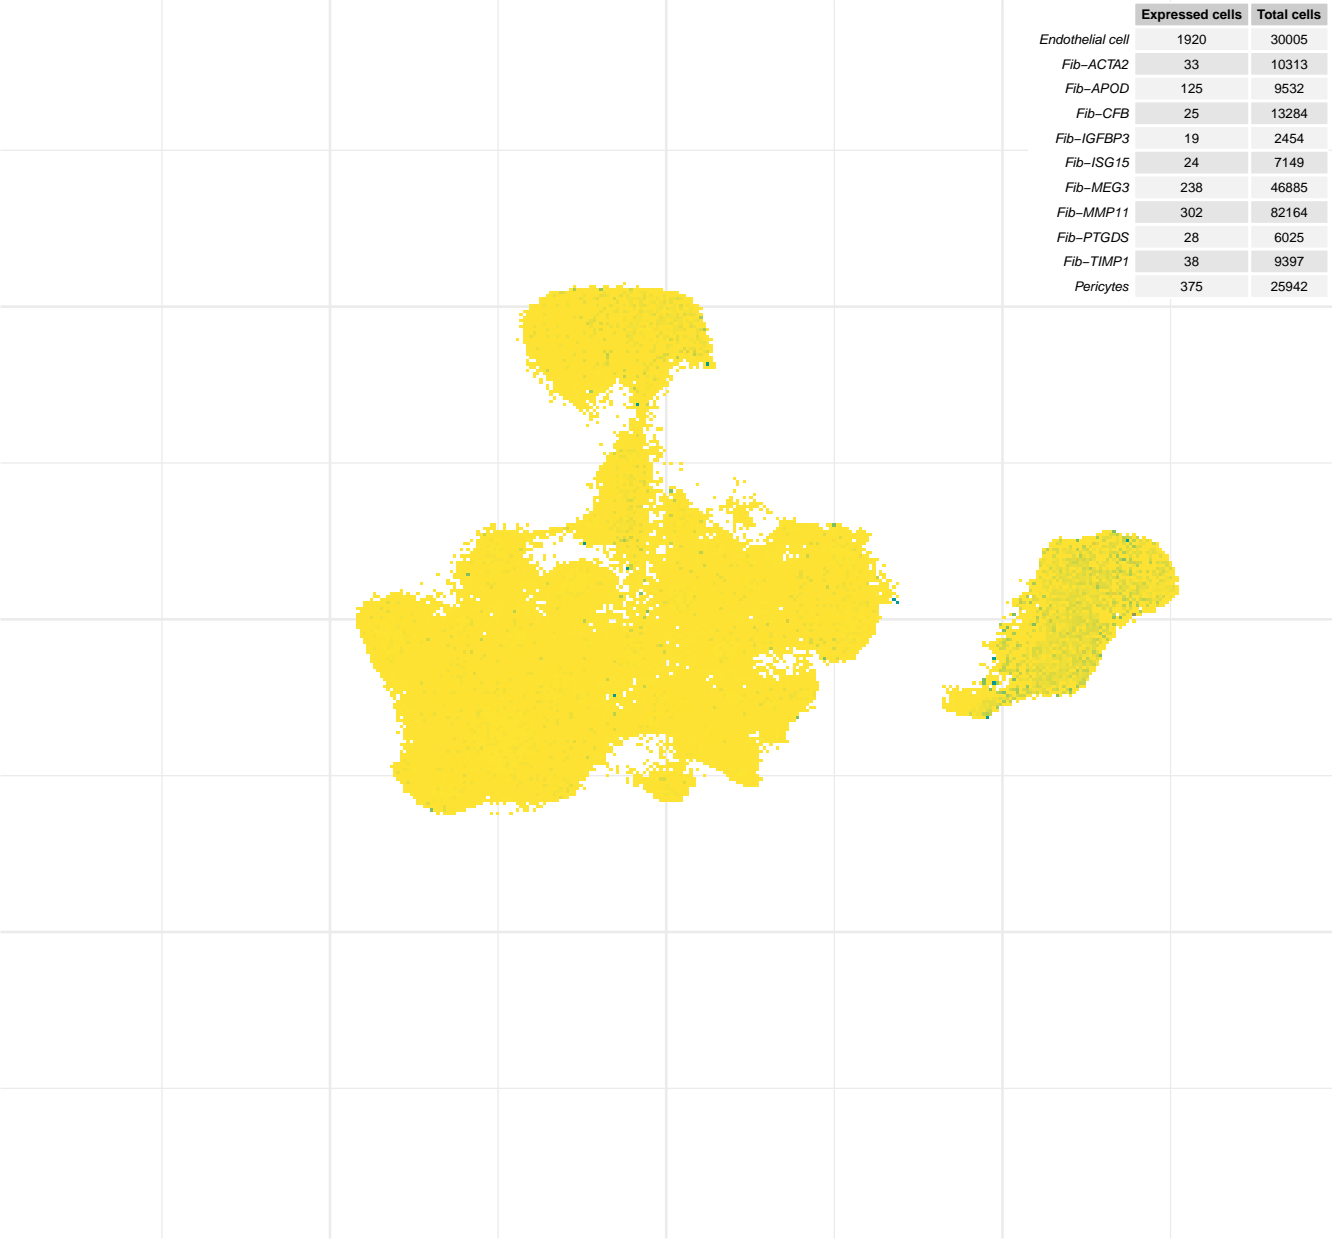 Expressed cells Total cells
Endothelial cell 1920 30005
Fib−ACTA2 33 10313
Fib−APOD 125 9532
Fib−CFB 25 13284
Fib−IGFBP3 19 2454
Fib−ISG15 24 7149
Fib−MEG3 238 46885
Fib−MMP11 302 82164
Fib−PTGDS 28 6025
Fib−TIMP1 38 9397
Pericytes 375 25942